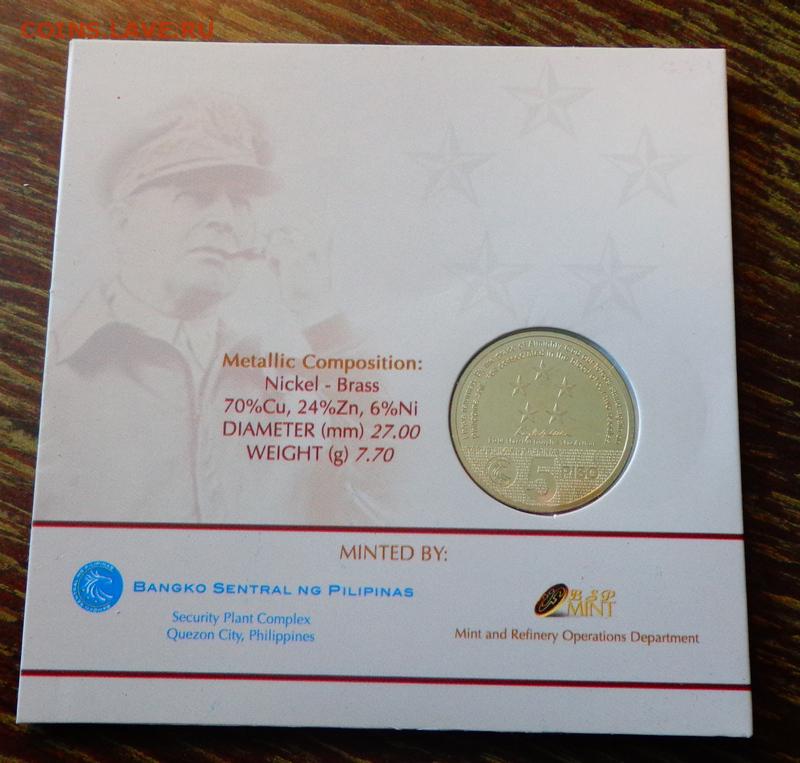 COINS.LAVE.RU
Metallic Composition:
Nickel - Brass
70%Cu, 24%Zn, 6%Ni
DIAMETER (mm) 27.00
WEIGHT (g) 7.70
5 PISO
MINTED BY:
BANGKO SENTRAL NG PILIPINAS
Security Plant Complex
Quezon City, Philippines
BSP
MINT
Mint and Refinery Operations Department